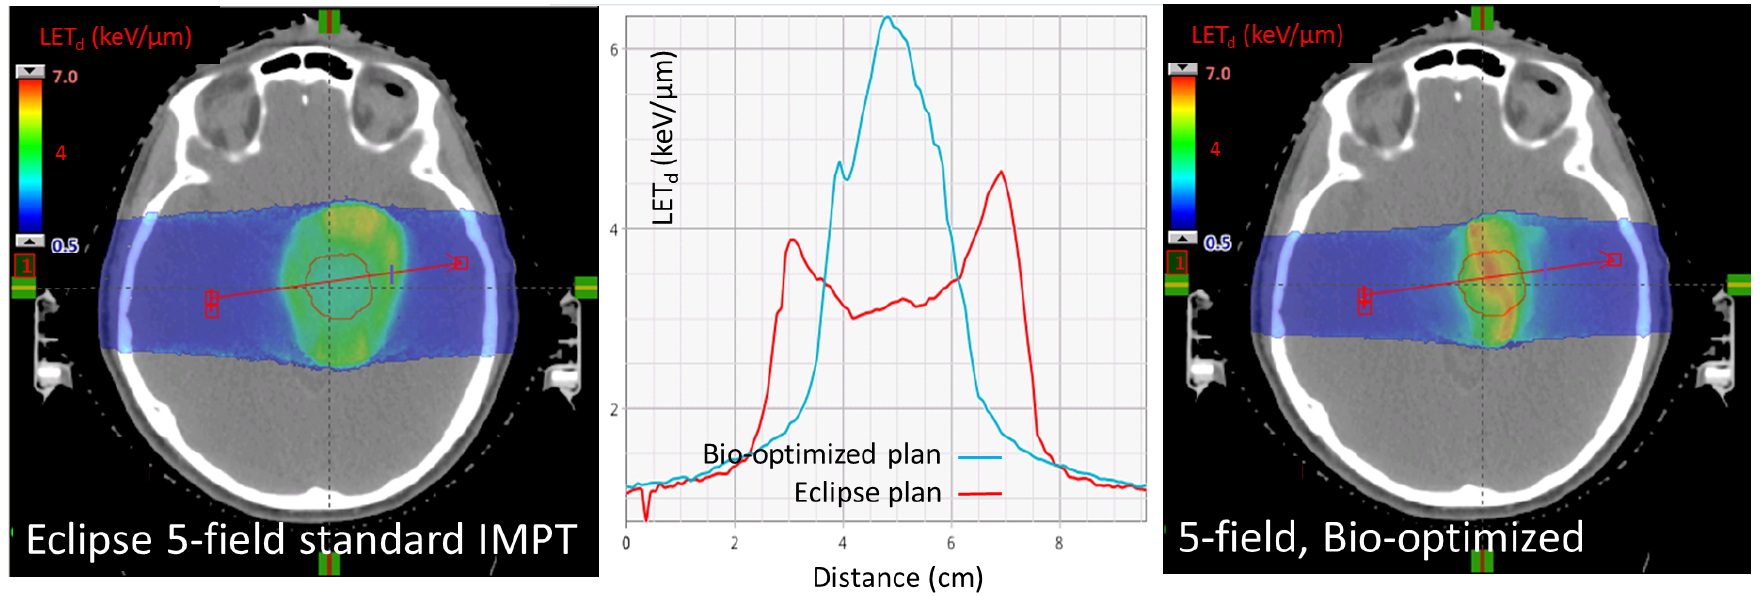 LETd (keV/μm)
7.0
4
0.5
1
Eclipse 5-field standard IMPT
LETd (keV/μm)
6
4
2
0
2
4
6
8
Bio-optimized plan
Eclipse plan
Distance (cm)
LETd (keV/μm)
7.0
4
0.5
1
5-field, Bio-optimized